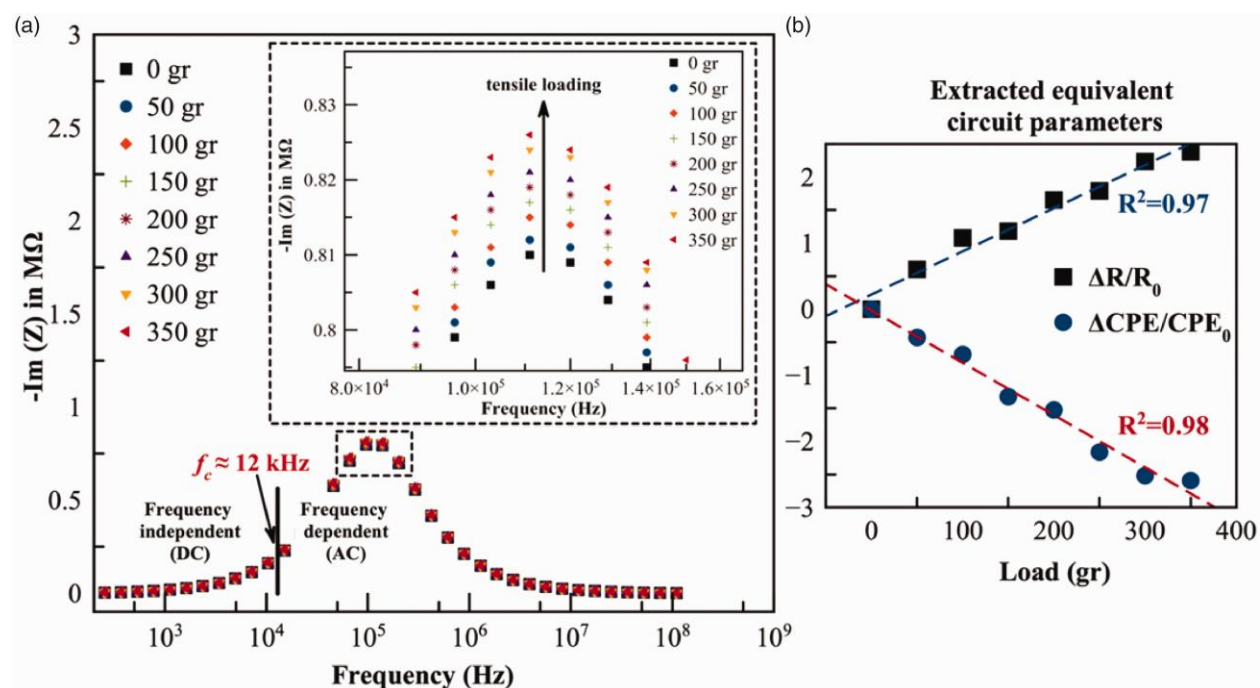 (a)
3
2.5
2
1.5
1
0.5
0
-Im (Z) in MΩ
0 gr
50 gr
100 gr
150 gr
200 gr
250 gr
300 gr
350 gr
0.83
0.82
0.81
0.8
-Im (Z) in MΩ
tensile loading
0 gr
50 gr
100 gr
150 gr
200 gr
250 gr
300 gr
350 gr
8.0×10⁴ 1.0×10⁵ 1.2×10⁵ 1.4×10⁵ 1.6×10⁵
Frequency (Hz)
f_c ≈ 12 kHz
Frequency
independent
(DC)
Frequency
dependent
(AC)
10³ 10⁴ 10⁵ 10⁶ 10⁷ 10⁸ 10⁹
Frequency (Hz)
(b)
Extracted equivalent
circuit parameters
2
1
0
−1
−2
−3
R²=0.97
ΔR/R₀
ΔCPE/CPE₀
R²=0.98
0 100 200 300 400
Load (gr)